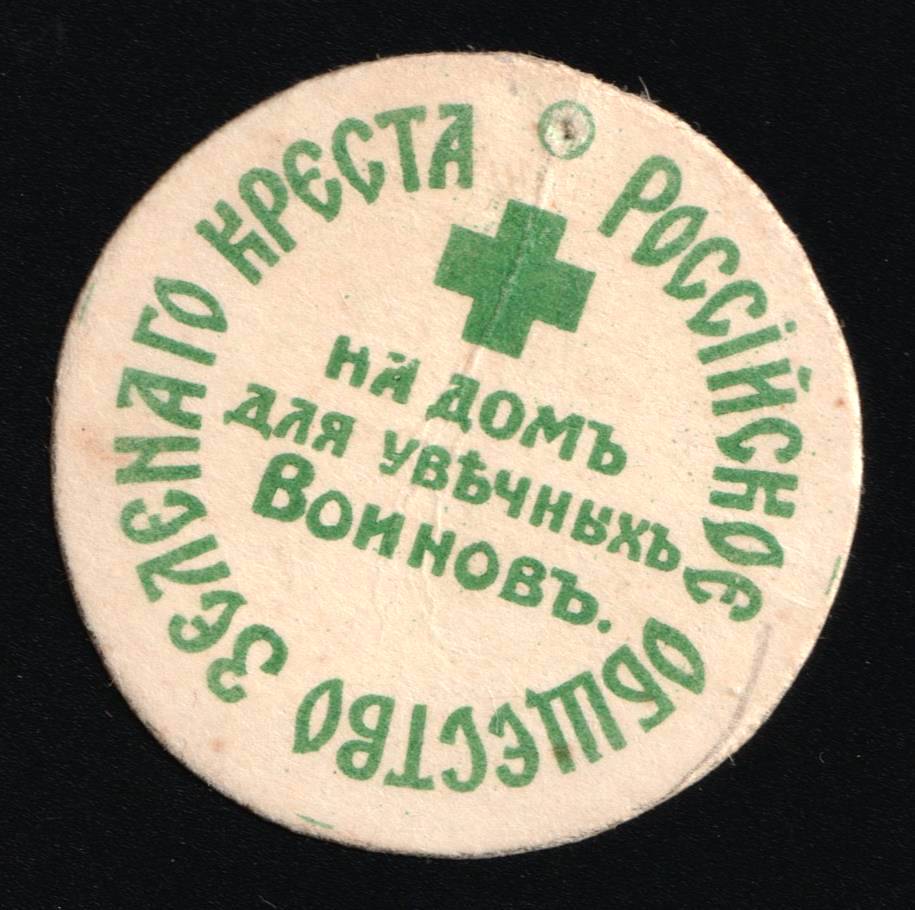 РОССІЙСКОЕ ОБЩЕСТВО ЗЕЛЕНАГО КРЕСТА
НА ДОМЪ
ДЛЯ УВѢЧНЫХЪ
ВОИНОВЪ.